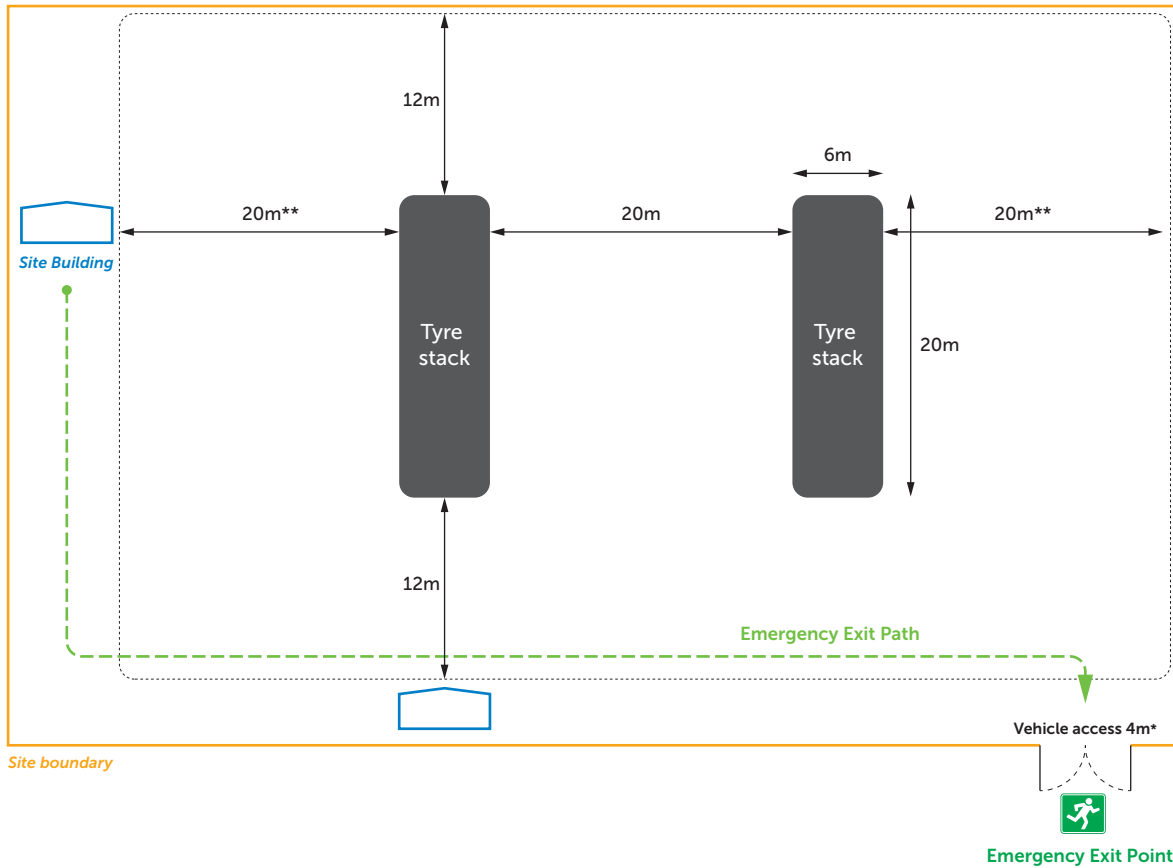 12m
6m
20m**
20m
20m**
Site Building
Tyre
stack
Tyre
stack
20m
12m
Emergency Exit Path
Vehicle access 4m*
Site boundary
Emergency Exit Point